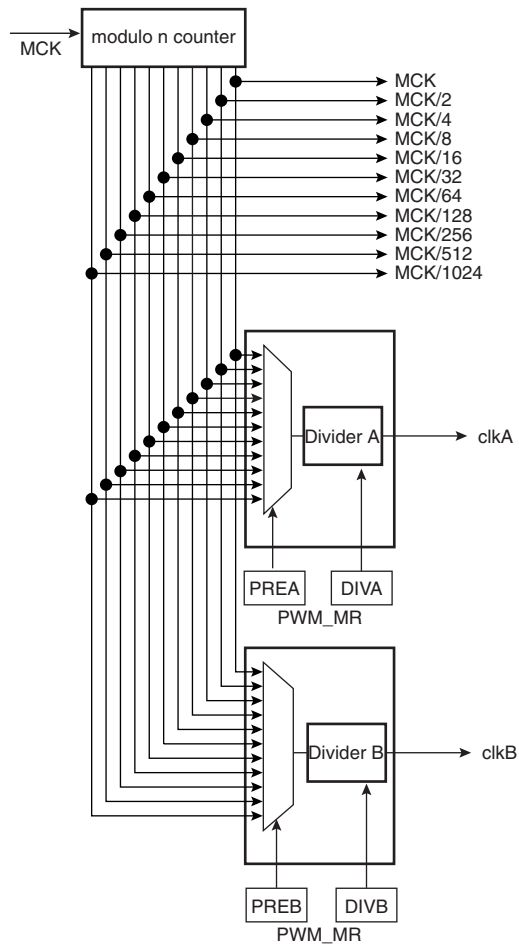 modulo n counter
MCK
MCK
MCK/2
MCK/4
MCK/8
MCK/16
MCK/32
MCK/64
MCK/128
MCK/256
MCK/512
MCK/1024
Divider A
clkA
PREA
DIVA
PWM_MR
Divider B
clkB
PREB
DIVB
PWM_MR